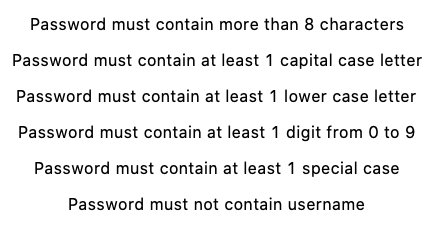 Password must contain more than 8 characters
Password must contain at least 1 capital case letter
Password must contain at least 1 lower case letter
Password must contain at least 1 digit from 0 to 9
Password must contain at least 1 special case
Password must not contain username